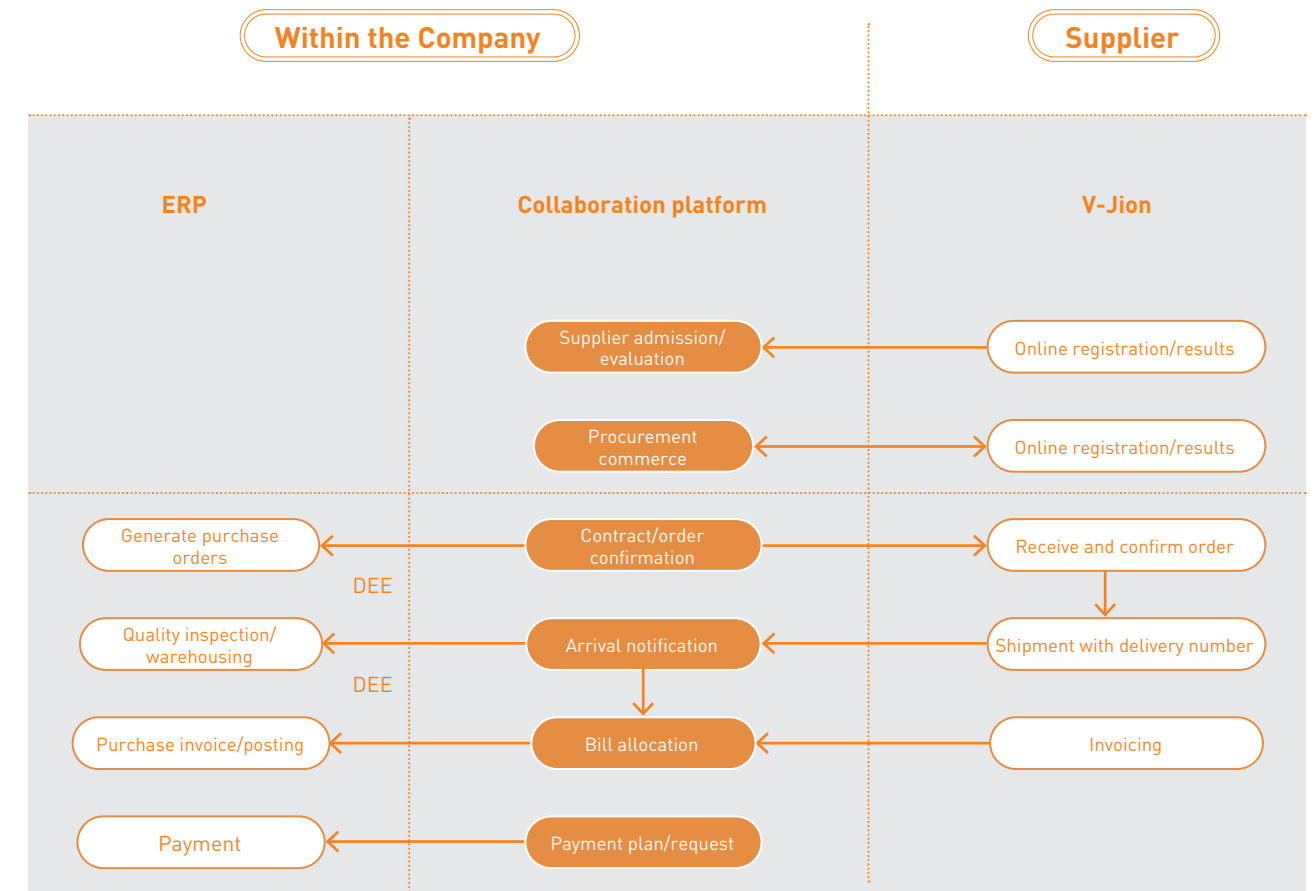 Within the Company
Supplier
ERP
Collaboration platform
V-Jion
Supplier admission/
evaluation
Online registration/results
Procurement
commerce
Online registration/results
Generate purchase
orders
Contract/order
confirmation
Receive and confirm order
DEE
Quality inspection/
warehousing
Arrival notification
Shipment with delivery number
DEE
Purchase invoice/posting
Bill allocation
Invoicing
Payment
Payment plan/request